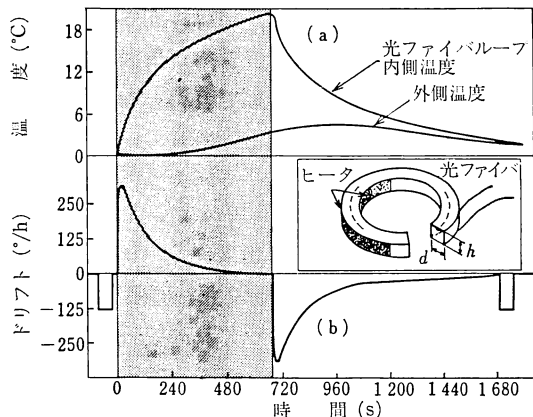 温度(℃)
18
12
6
0
(a)
光ファイバループ
内側温度
外側温度
ドリフト(°/h)
250
125
0
−125
−250
ヒータ
光ファイバ
d
h
(b)
0 240 480 720 960 1 200 1 440 1 680
時間(s)